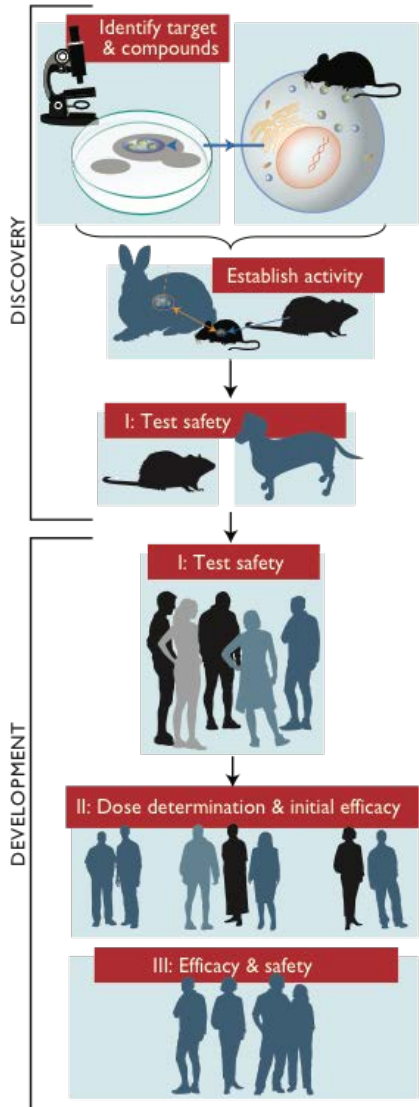 Identify target
& compounds
DISCOVERY
Establish activity
I: Test safety
DEVELOPMENT
I: Test safety
II: Dose determination & initial efficacy
III: Efficacy & safety